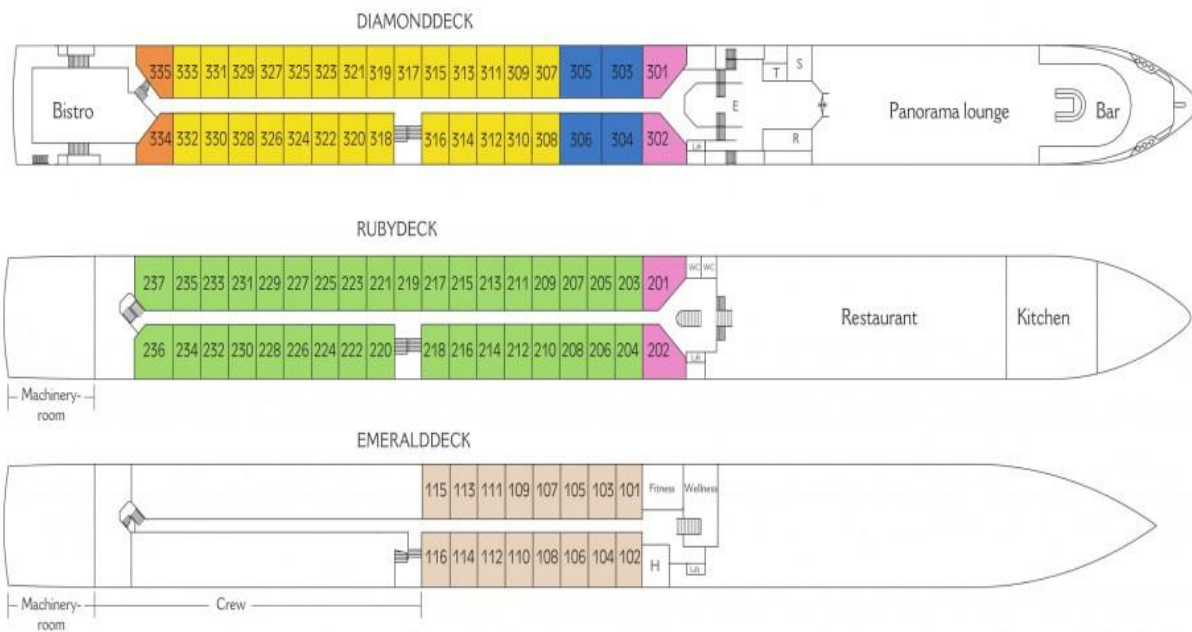 DIAMONDDECK
335 333 331 329 327 325 323 321 319 317 315 313 311 309 307 305 303 301
T S
Bistro E Panorama lounge Bar
334 332 330 328 326 324 322 320 318 316 314 312 310 308 306 304 302
Lift R
RUBYDECK
237 235 233 231 229 227 225 223 221 219 217 215 213 211 209 207 205 203 201 WC WC
Restaurant Kitchen
236 234 232 230 228 226 224 222 220 218 216 214 212 210 208 206 204 202 Lift
Machinery-
room
EMERALDDECK
115 113 111 109 107 105 103 101 Fitness Wellness
116 114 112 110 108 106 104 102 H Lift
Machinery-
room
Crew